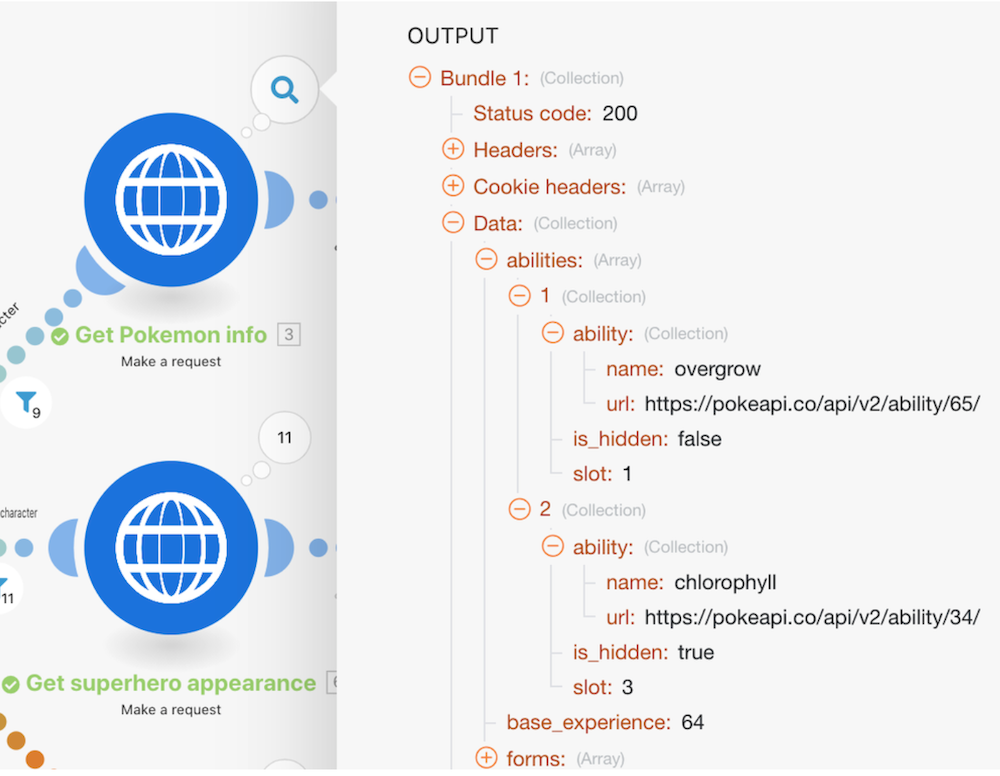 cter
9
Get Pokemon info 3
Make a request
11
character
11
Get superhero appearance
Make a request
OUTPUT
Bundle 1: (Collection)
Status code: 200
Headers: (Array)
Cookie headers: (Array)
Data: (Collection)
abilities: (Array)
1 (Collection)
ability: (Collection)
name: overgrow
url: https://pokeapi.co/api/v2/ability/65/
is_hidden: false
slot: 1
2 (Collection)
ability: (Collection)
name: chlorophyll
url: https://pokeapi.co/api/v2/ability/34/
is_hidden: true
slot: 3
base_experience: 64
forms: (Array)